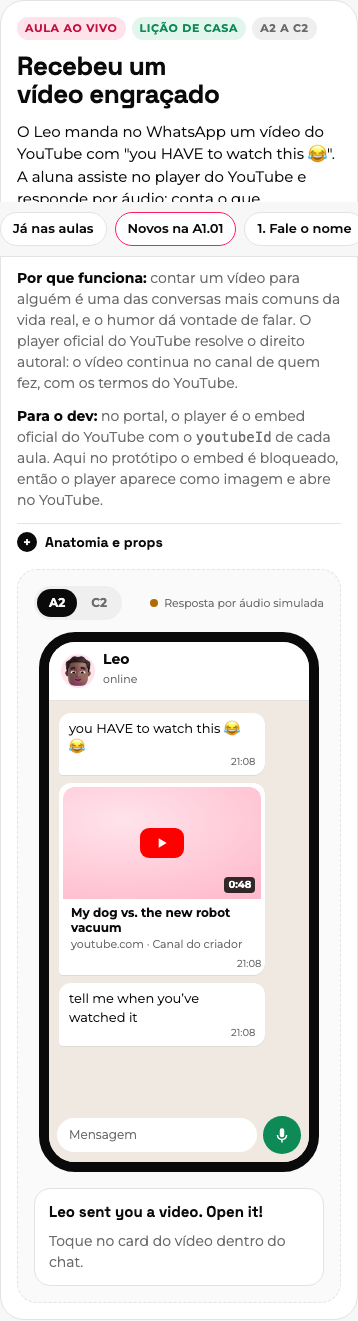 AULA AO VIVO
LIÇÃO DE CASA
A2 A C2
Recebeu um
vídeo engraçado
O Leo manda no WhatsApp um vídeo do
YouTube com "you HAVE to watch this 😂".
A aluna assiste no player do YouTube e
responde por áudio: conta o que
Já nas aulas
Novos na A1.01
1. Fale o nome
Por que funciona: contar um vídeo para
alguém é uma das conversas mais comuns da
vida real, e o humor dá vontade de falar. O
player oficial do YouTube resolve o direito
autoral: o vídeo continua no canal de quem
fez, com os termos do YouTube.
Para o dev: no portal, o player é o embed
oficial do YouTube com o youtubeId de cada
aula. Aqui no protótipo o embed é bloqueado,
então o player aparece como imagem e abre
no YouTube.
+ Anatomia e props
A2
C2
Resposta por áudio simulada
Leo
online
you HAVE to watch this 😂
😂
21:08
0:48
My dog vs. the new robot
vacuum
youtube.com · Canal do criador
21:08
tell me when you've
watched it
21:08
Mensagem
Leo sent you a video. Open it!
Toque no card do vídeo dentro do
chat.